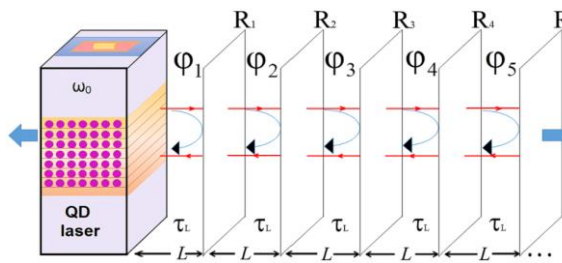 R₁ R₂ R₃ R₄ R
φ₁ φ₂ φ₃ φ₄ φ₅
ω₀
QD
laser
τL τL τL τL τL
L L L L L ...